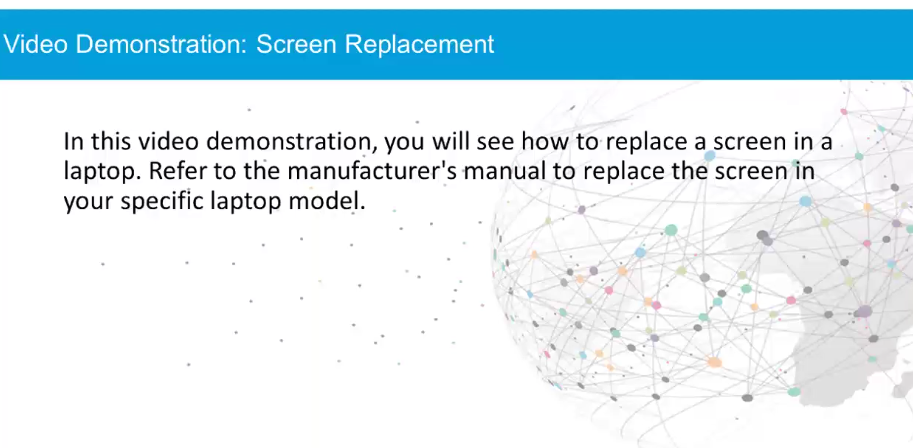 Video Demonstration: Screen Replacement
In this video demonstration, you will see how to replace a screen in a
laptop. Refer to the manufacturer's manual to replace the screen in
your specific laptop model.